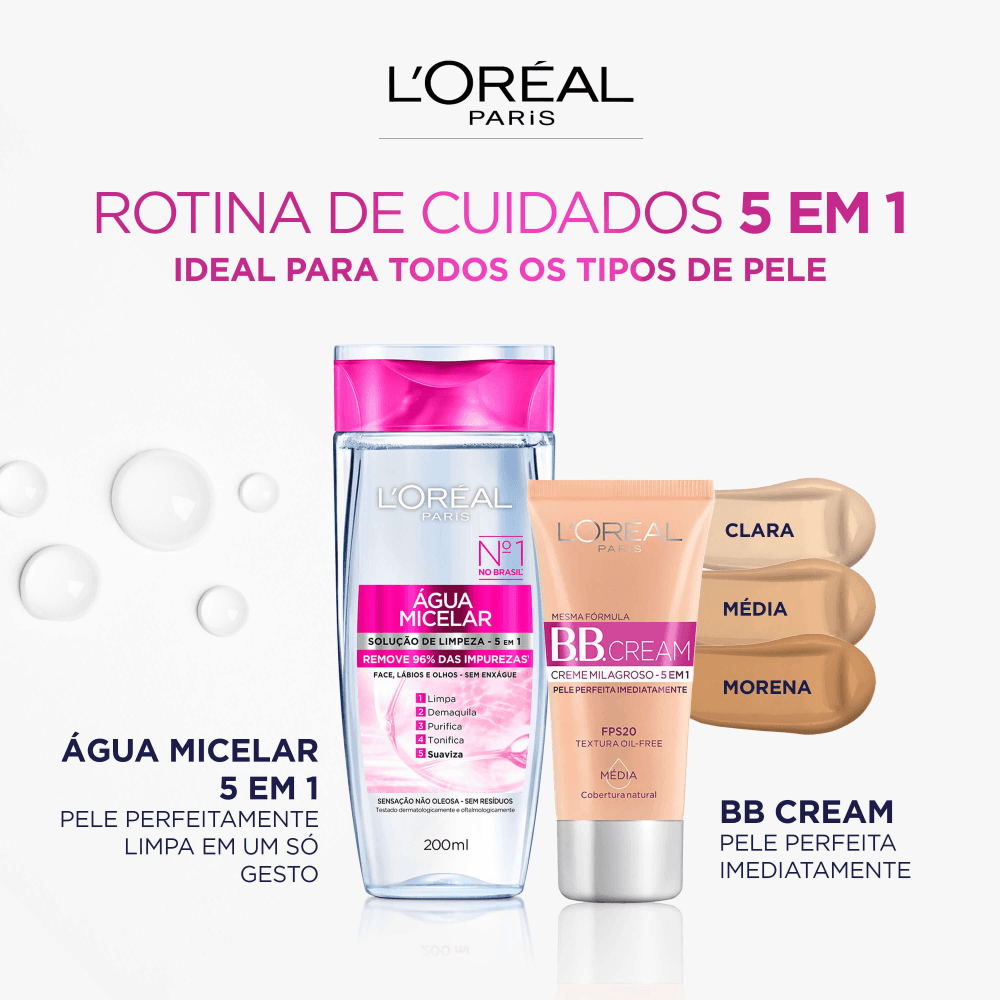 L'ORÉAL
PARiS
ROTINA DE CUIDADOS 5 EM 1
IDEAL PARA TODOS OS TIPOS DE PELE
L'ORÉAL
PARiS
Nº1
NO BRASIL*
ÁGUA
MICELAR
SOLUÇÃO DE LIMPEZA - 5 EM 1
REMOVE 96% DAS IMPUREZAS¹
FACE, LÁBIOS E OLHOS - SEM ENXÁGUE
1 Limpa
2 Demaquila
3 Purifica
4 Tonifica
5 Suaviza
SENSAÇÃO NÃO OLEOSA - SEM RESÍDUOS
Testado dermatologicamente e oftalmologicamente
200ml
L'ORÉAL
PARIS
MESMA FÓRMULA
B.B.CREAM
CREME MILAGROSO - 5 EM 1
PELE PERFEITA IMEDIATAMENTE
FPS20
TEXTURA OIL-FREE
MÉDIA
Cobertura natural
CLARA
MÉDIA
MORENA
ÁGUA MICELAR
5 EM 1
PELE PERFEITAMENTE
LIMPA EM UM SÓ
GESTO
BB CREAM
PELE PERFEITA
IMEDIATAMENTE